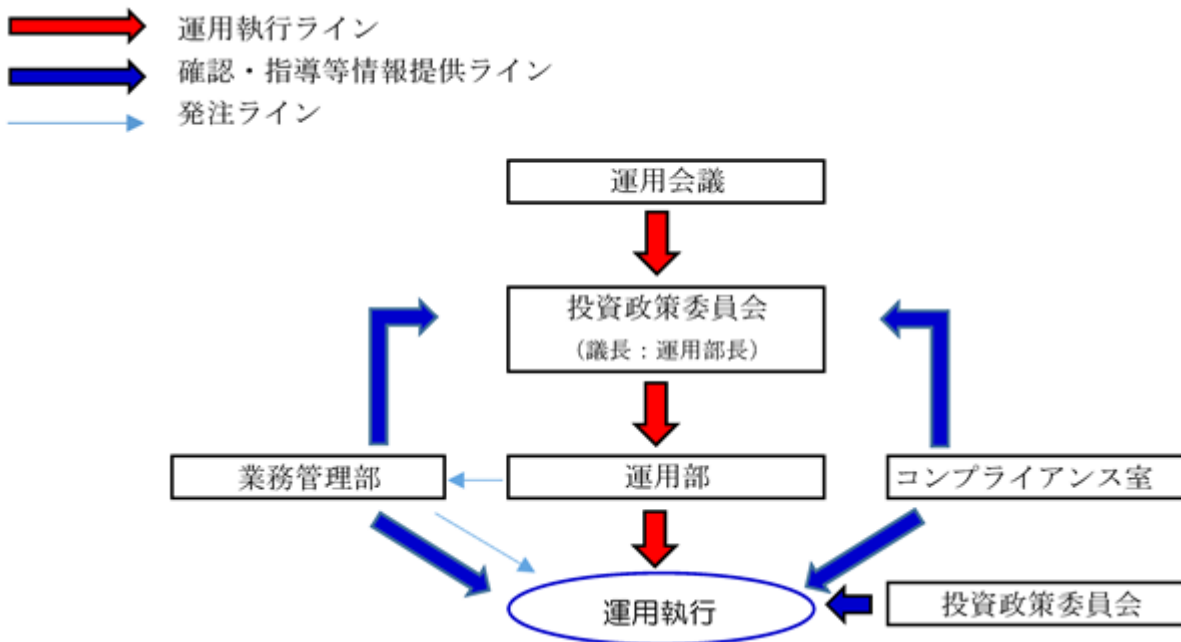 運用執行ライン
確認・指導等情報提供ライン
発注ライン
運用会議
投資政策委員会
（議長：運用部長）
業務管理部
運用部
コンプライアンス室
運用執行
投資政策委員会